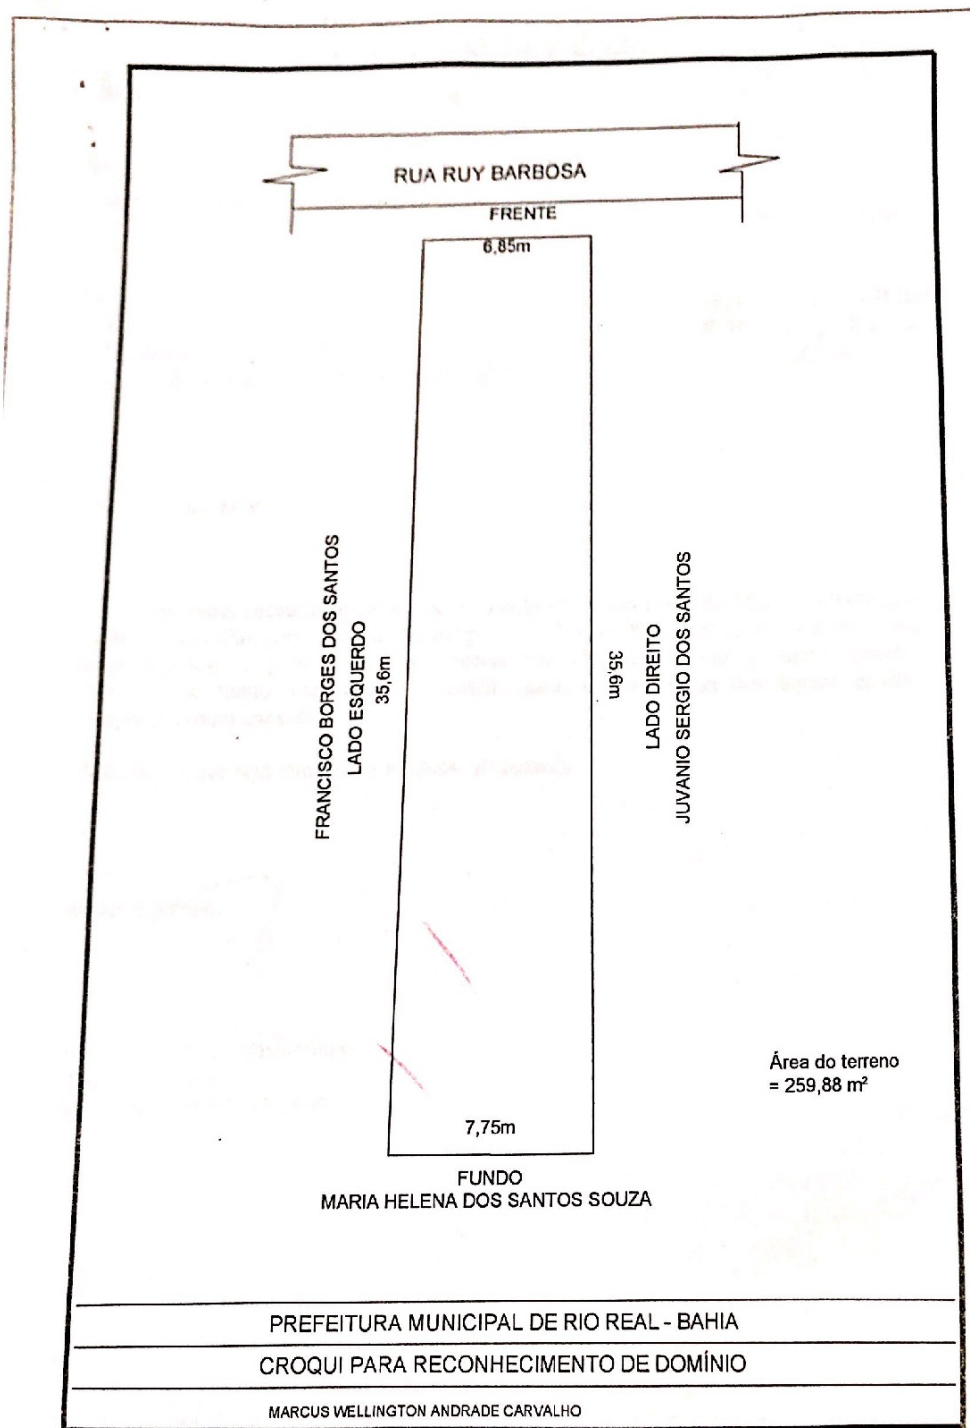 RUA RUY BARBOSA
FRENTE
6,85m
FRANCISCO BORGES DOS SANTOS
LADO ESQUERDO
35,6m
35,6m
LADO DIREITO
JUVANIO SERGIO DOS SANTOS
Área do terreno
= 259,88 m²
7,75m
FUNDO
MARIA HELENA DOS SANTOS SOUZA
PREFEITURA MUNICIPAL DE RIO REAL - BAHIA
CROQUI PARA RECONHECIMENTO DE DOMÍNIO
MARCUS WELLINGTON ANDRADE CARVALHO